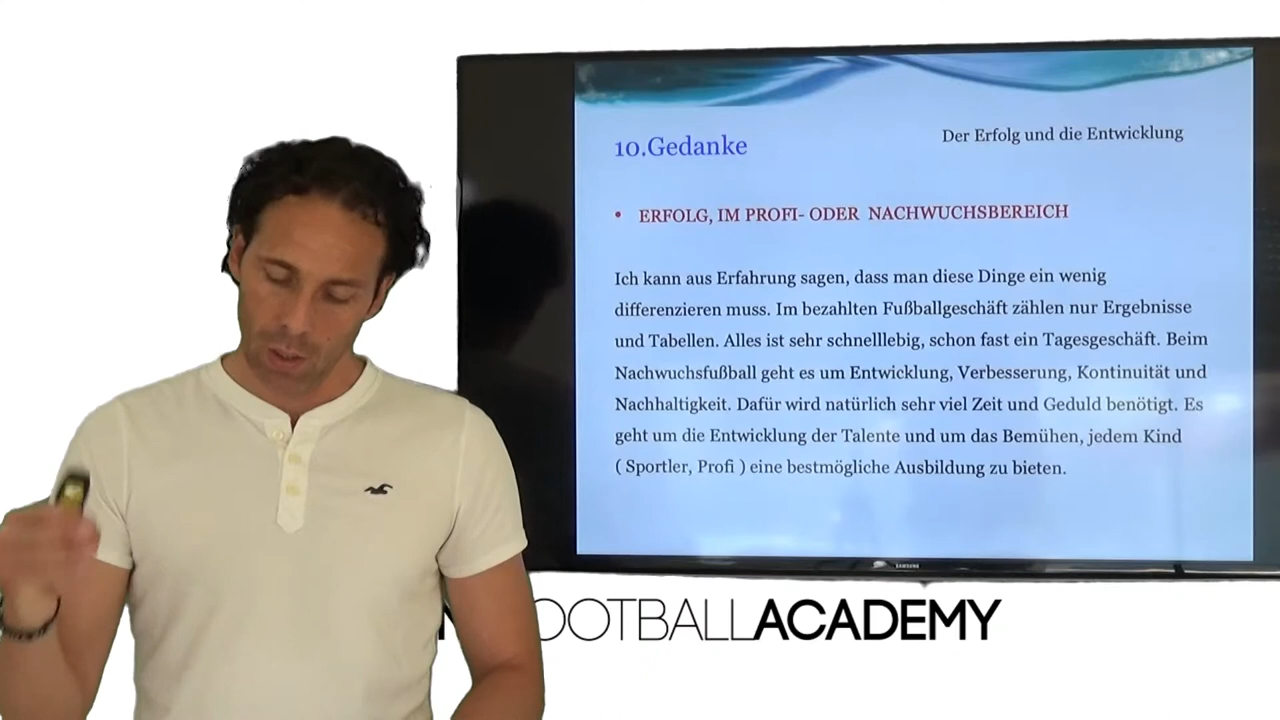 10.Gedanke
Der Erfolg und die Entwicklung
• ERFOLG, IM PROFI- ODER NACHWUCHSBEREICH
Ich kann aus Erfahrung sagen, dass man diese Dinge ein wenig
differenzieren muss. Im bezahlten Fußballgeschäft zählen nur Ergebnisse
und Tabellen. Alles ist sehr schnelllebig, schon fast ein Tagesgeschäft. Beim
Nachwuchsfußball geht es um Entwicklung, Verbesserung, Kontinuität und
Nachhaltigkeit. Dafür wird natürlich sehr viel Zeit und Geduld benötigt. Es
geht um die Entwicklung der Talente und um das Bemühen, jedem Kind
( Sportler, Profi ) eine bestmögliche Ausbildung zu bieten.
SAMSUNG
OOTBALLACADEMY